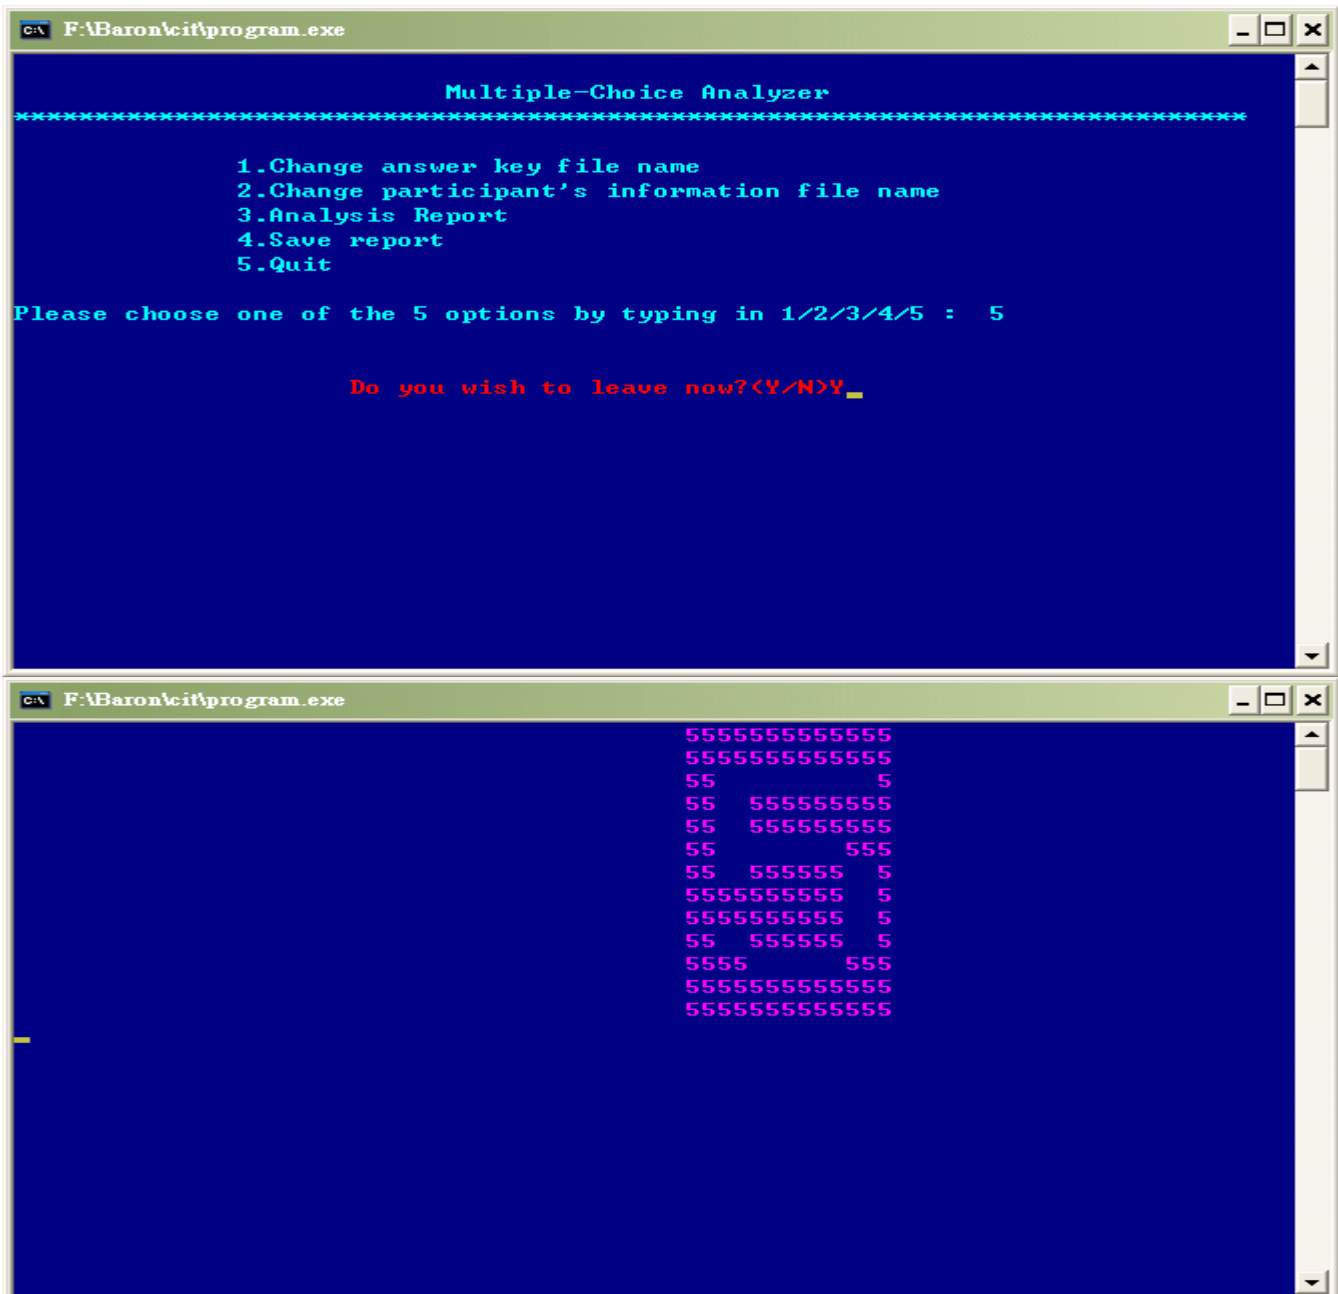 F:\Baron\cit\program.exe
Multiple-Choice Analyzer
*****************************************************************************
1.Change answer key file name
2.Change participant's information file name
3.Analysis Report
4.Save report
5.Quit
Please choose one of the 5 options by typing in 1/2/3/4/5 :  5
Do you wish to leave now?(Y/N)Y
F:\Baron\cit\program.exe
5555555555555
5555555555555
55          5
55  555555555
55  555555555
55        555
55  555555  5
5555555555  5
5555555555  5
55  555555  5
5555      555
5555555555555
5555555555555